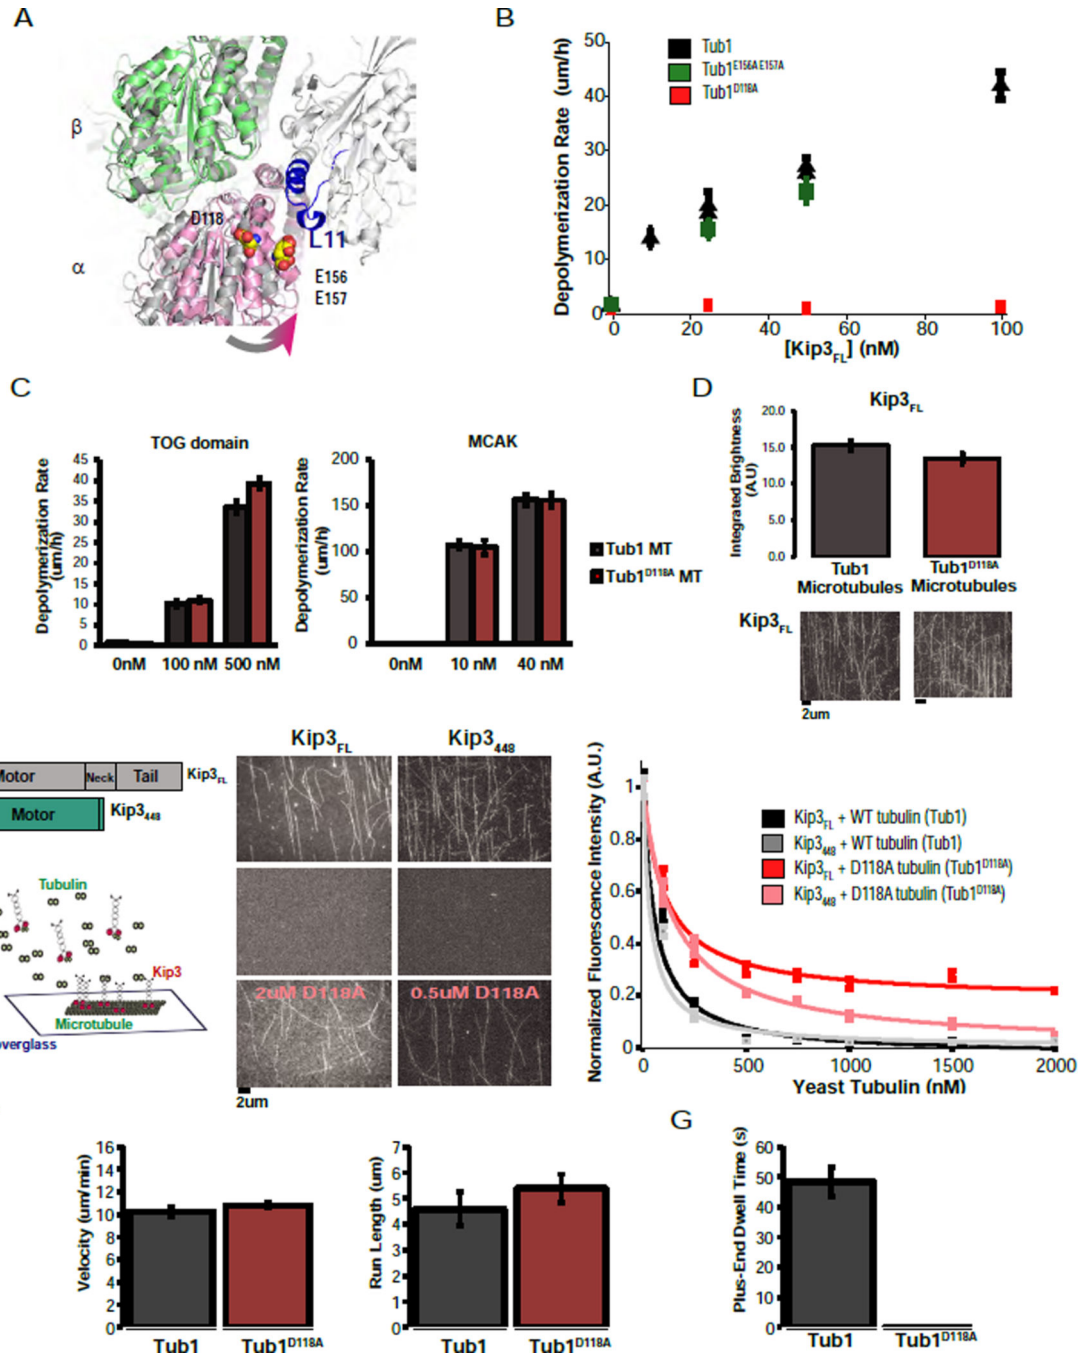 A
β
α
D118
L11
E156
E157
B
Depolymerization Rate (um/h)
50
40
30
20
10
0
Tub1
Tub1E156A E157A
Tub1D118A
0 20 40 60 80 100
[Kip3FL] (nM)
C
TOG domain
Depolymerization Rate
(um/h)
45
40
35
30
25
20
15
10
5
0
0nM 100 nM 500 nM
MCAK
Depolymerization Rate
(um/h)
200
150
100
50
0
0nM 10 nM 40 nM
Tub1 MT
Tub1D118A MT
D
Kip3FL
Integrated Brightness
(A.U)
20.0
15.0
10.0
5.0
0.0
Tub1
Microtubules
Tub1D118A
Microtubules
Kip3FL
2um
Motor Neck Tail Kip3FL
Motor Kip3448
Tubulin
Kip3
Microtubule
overglass
Kip3FL
Kip3448
2uM D118A
0.5uM D118A
2um
Normalized Fluorescence Intensity (A.U.)
1
0.8
0.6
0.4
0.2
0
Kip3FL + WT tubulin (Tub1)
Kip3448 + WT tubulin (Tub1)
Kip3FL + D118A tubulin (Tub1D118A)
Kip3448 + D118A tubulin (Tub1D118A)
0 500 1000 1500 2000
Yeast Tubulin (nM)
Velocity (um/min)
16
14
12
10
8
6
4
2
0
Tub1 Tub1D118A
Run Length (um)
7
6
5
4
3
2
1
0
Tub1 Tub1D118A
G
Plus-End Dwell Time (s)
60
50
40
30
20
10
0
Tub1 Tub1D118A